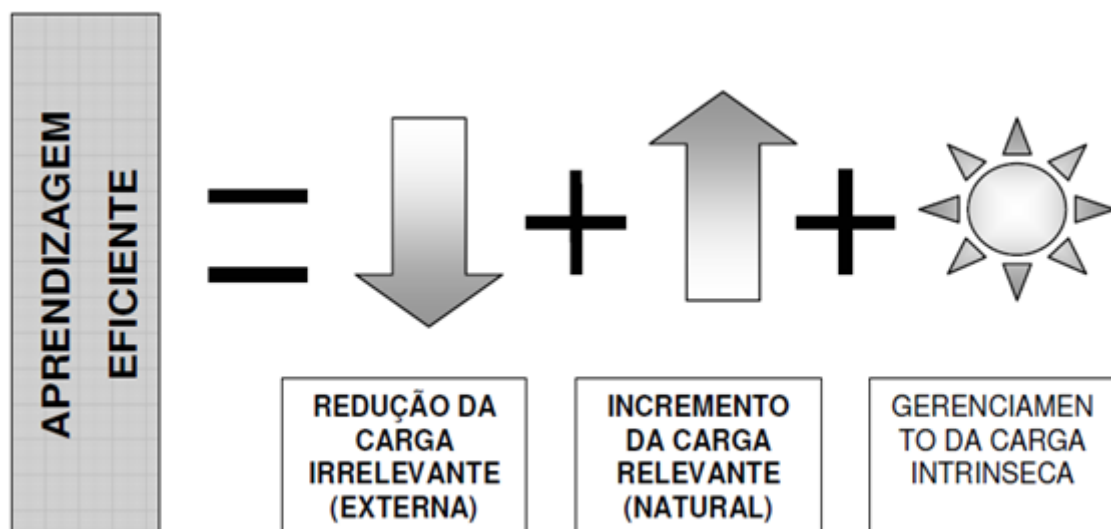 APRENDIZAGEM
EFICIENTE
REDUÇÃO DA
CARGA
IRRELEVANTE
(EXTERNA)
INCREMENTO
DA CARGA
RELEVANTE
(NATURAL)
GERENCIAMEN
TO DA CARGA
INTRINSECA